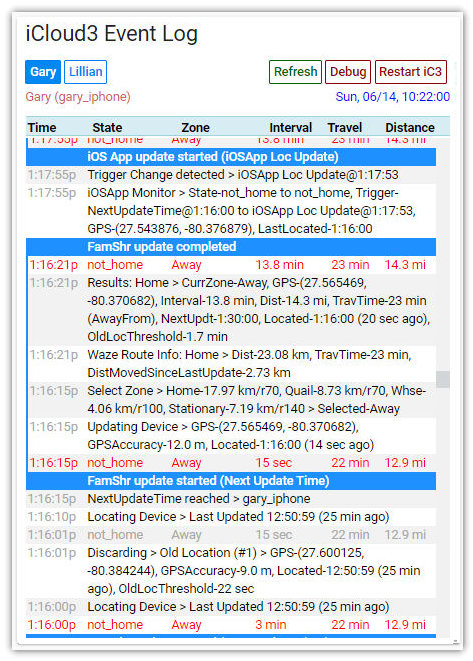 iCloud3 Event Log
Gary Lillian Refresh Debug Restart iC3
Gary (gary_iphone) Sun, 06/14, 10:22:00
Time State Zone Interval Travel Distance
1:17:55p not_home Away 13.8 min 23 min 14.3 mi
iOS App update started (iOSApp Loc Update)
1:17:55p Trigger Change detected > iOSApp Loc Update@1:17:53
1:17:55p iOSApp Monitor > State-not_home to not_home, Trigger-
NextUpdateTime@1:16:00 to iOSApp Loc Update@1:17:53,
GPS-(27.543876, -80.376879), LastLocated-1:16:00
FamShr update completed
1:16:21p not_home Away 13.8 min 23 min 14.3 mi
1:16:21p Results: Home > CurrZone-Away, GPS-(27.565469,
-80.370682), Interval-13.8 min, Dist-14.3 mi, TravTime-23 min
(AwayFrom), NextUpdt-1:30:00, Located-1:16:00 (20 sec ago),
OldLocThreshold-1.7 min
1:16:21p Waze Route Info: Home > Dist-23.08 km, TravTime-23 min,
DistMovedSinceLastUpdate-2.73 km
1:16:15p Select Zone > Home-17.97 km/r70, Quail-8.73 km/r70, Whse-
4.06 km/r100, Stationary-7.19 km/r140 > Selected-Away
1:16:15p Updating Device > GPS-(27.565469, -80.370682),
GPSAccuracy-12.0 m, Located-1:16:00 (14 sec ago)
1:16:15p not_home Away 15 sec 22 min 12.9 mi
FamShr update started (Next Update Time)
1:16:15p NextUpdateTime reached > gary_iphone
1:16:10p Locating Device > Last Updated 12:50:59 (25 min ago)
1:16:01p not_home Away 15 sec 22 min 12.9 mi
1:16:01p Discarding > Old Location (#1) > GPS-(27.600125,
-80.384244), GPSAccuracy-9.0 m, Located-12:50:59 (25 min
ago), OldLocThreshold-22 sec
1:16:00p Locating Device > Last Updated 12:50:59 (25 min ago)
1:16:00p not_home Away 3 min 22 min 12.9 mi